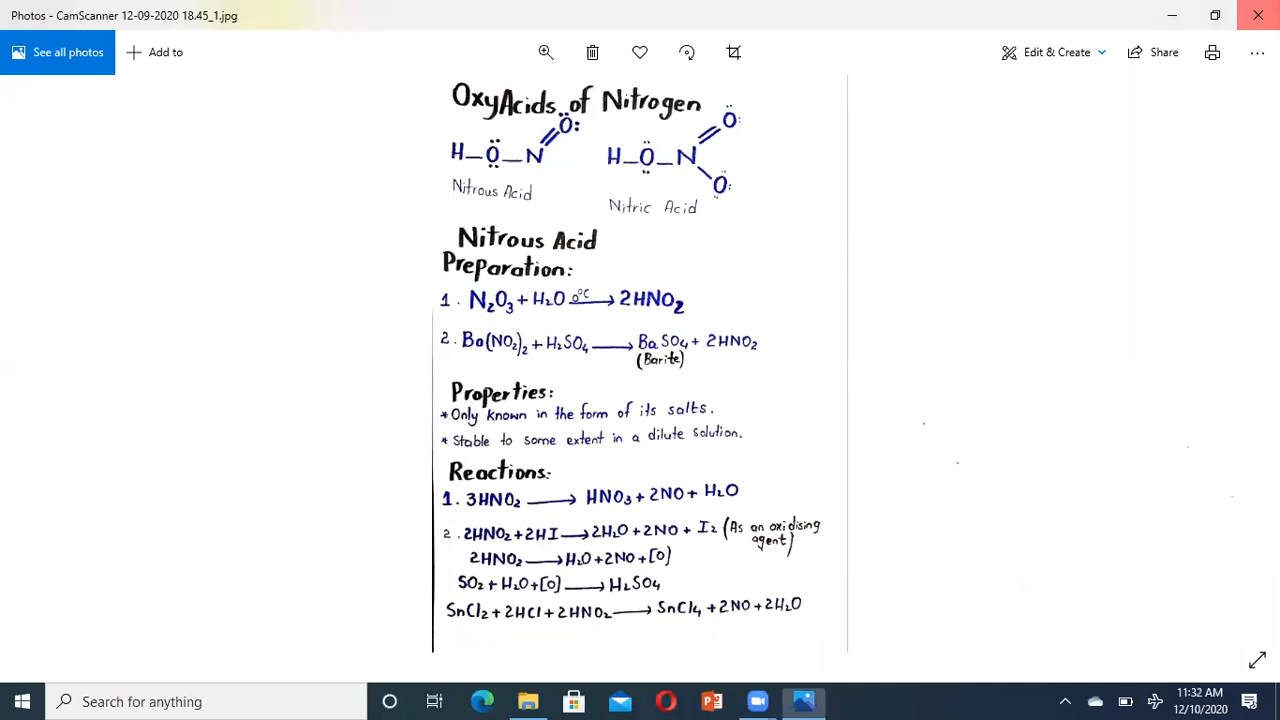 Photos - CamScanner 12-09-2020 18.45_1.jpg
See all photos
Add to
Edit & Create
Share
OxyAcids of Nitrogen
H—O—N=O
H—O—N=O
O
Nitrous Acid
Nitric Acid
Nitrous Acid
Preparation:
1. N₂O₃ + H₂O 0°C ⟶ 2HNO₂
2. Ba(NO₂)₂ + H₂SO₄ ⟶ BaSO₄ + 2HNO₂
(Barite)
Properties:
* Only known in the form of its salts.
* Stable to some extent in a dilute solution.
Reactions:
1. 3HNO₂ ⟶ HNO₃ + 2NO + H₂O
2. 2HNO₂ + 2HI ⟶ 2H₂O + 2NO + I₂ (As an oxidising
agent)
2HNO₂ ⟶ H₂O + 2NO + [O]
SO₂ + H₂O + [O] ⟶ H₂SO₄
SnCl₂ + 2HCl + 2HNO₂ ⟶ SnCl₄ + 2NO + 2H₂O
Search for anything
11:32 AM
12/10/2020